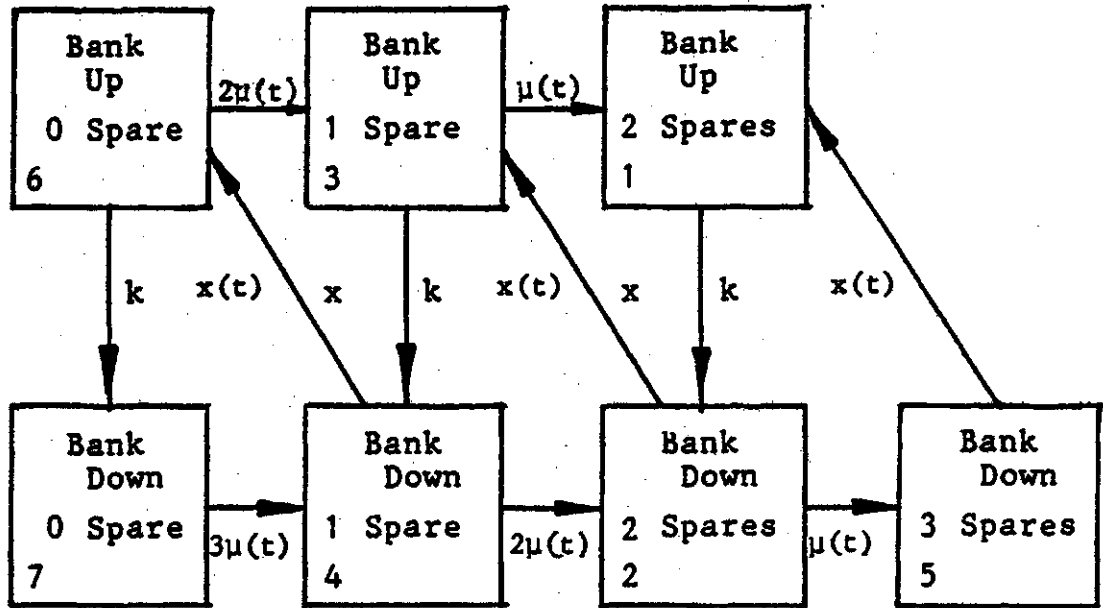 Bank
Up
0 Spare
6
2μ(t)
Bank
Up
1 Spare
3
μ(t)
Bank
Up
2 Spares
1
k
x(t)
x
k
x(t)
x
k
x(t)
Bank
Down
0 Spare
7
3μ(t)
Bank
Down
1 Spare
4
2μ(t)
Bank
Down
2 Spares
2
μ(t)
Bank
Down
3 Spares
5